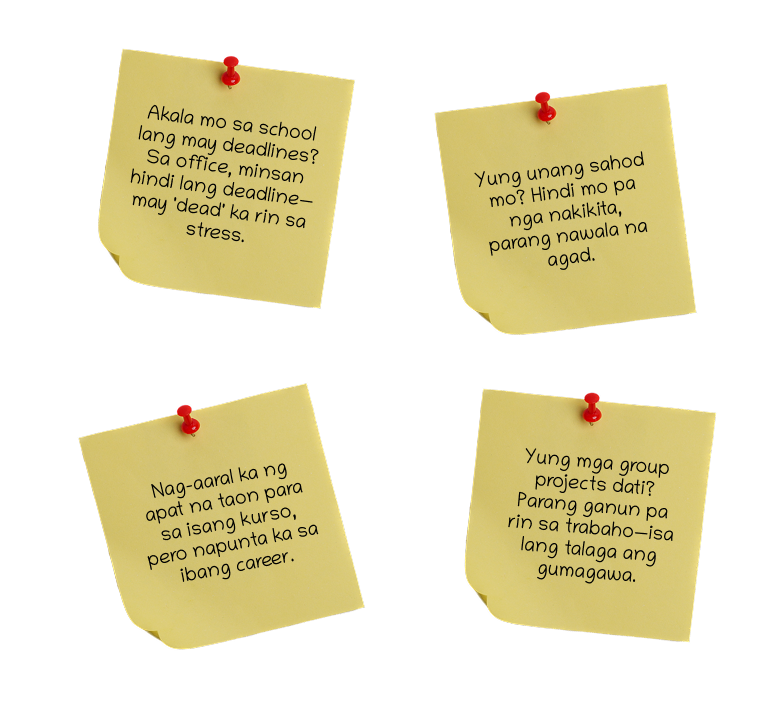 Akala mo sa school
lang may deadlines?
Sa office, minsan
hindi lang deadline—
may 'dead' ka rin sa
stress.
Yung unang sahod
mo? Hindi mo pa
nga nakikita,
parang nawala na
agad.
Nag-aaral ka ng
apat na taon para
sa isang kurso,
pero napunta ka sa
ibang career.
Yung mga group
projects dati?
Parang ganun pa
rin sa trabaho—isa
lang talaga ang
gumagawa.